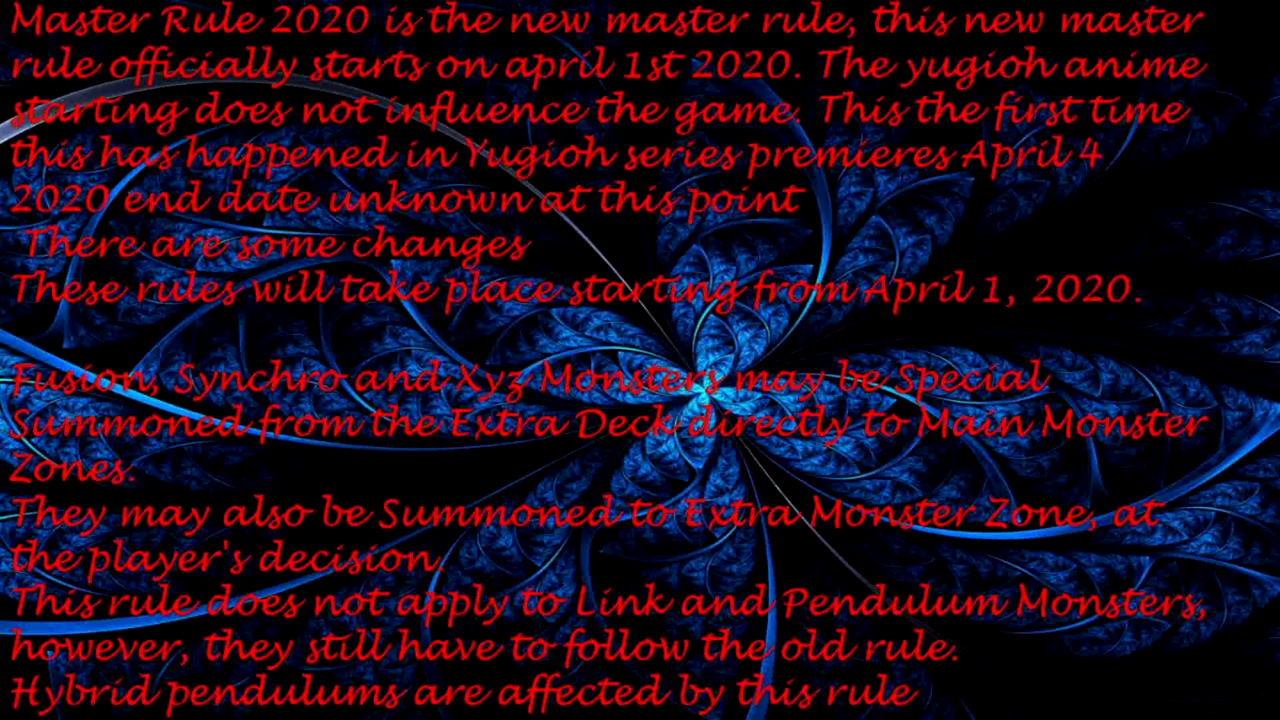 Master Rule 2020 is the new master rule, this new master
rule officially starts on april 1st 2020. The yugioh anime
starting does not influence the game. This the first time
this has happened in Yugioh series premieres April 4
2020 end date unknown at this point
There are some changes
These rules will take place starting from April 1, 2020.
Fusion, Synchro and Xyz Monsters may be Special
Summoned from the Extra Deck directly to Main Monster
Zones.
They may also be Summoned to Extra Monster Zone, at
the player's decision.
This rule does not apply to Link and Pendulum Monsters,
however, they still have to follow the old rule.
Hybrid pendulums are affected by this rule